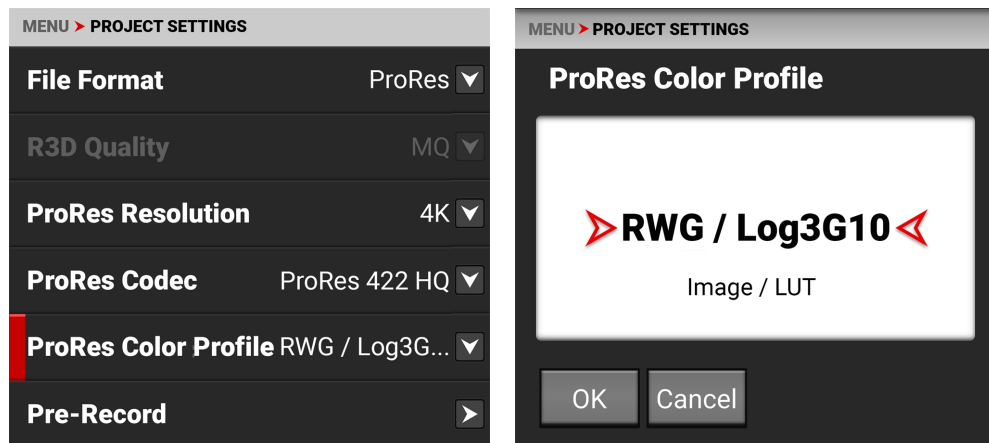 MENU > PROJECT SETTINGS
File Format ProRes
R3D Quality MQ
ProRes Resolution 4K
ProRes Codec ProRes 422 HQ
ProRes Color Profile RWG / Log3G...
Pre-Record
MENU > PROJECT SETTINGS
ProRes Color Profile
RWG / Log3G10
Image / LUT
OK Cancel